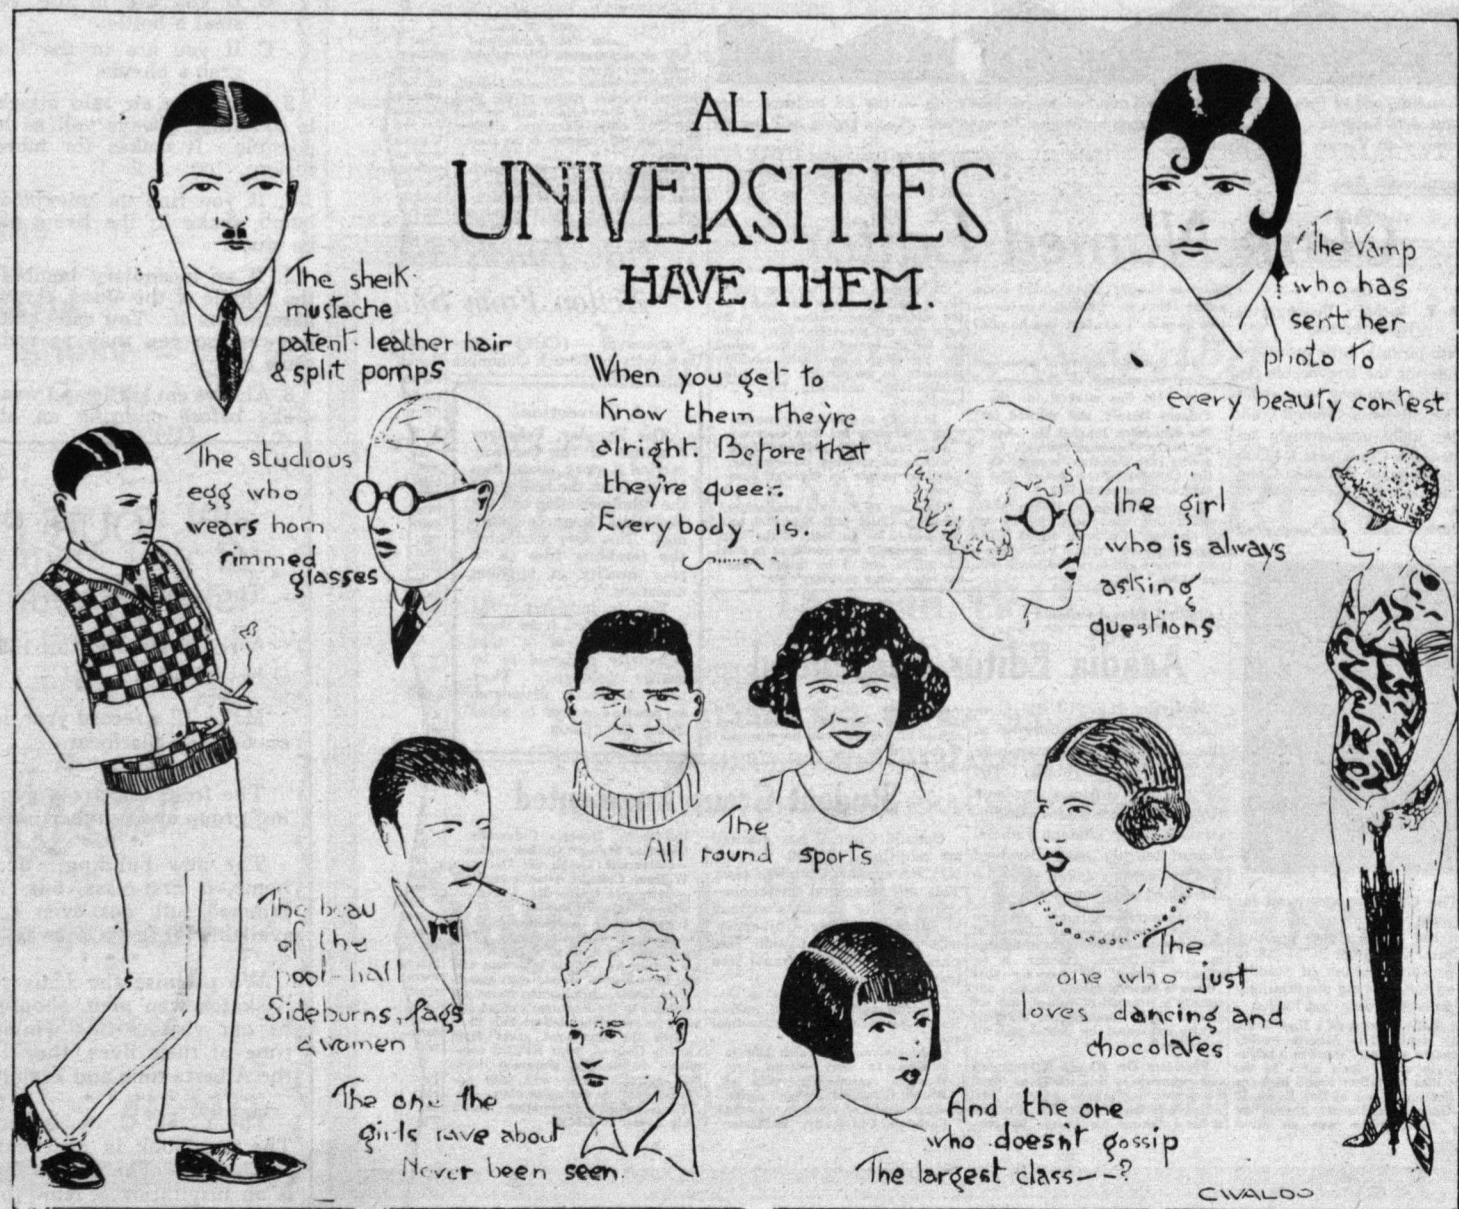 ALL
UNIVERSITIES
HAVE THEM.
The sheik
mustache
patent leather hair
& split pomps
The Vamp
who has
sent her
photo to
every beauty contest
When you get to
Know them they're
alright. Before that
they're queer.
Everybody is.
The studious
egg who
wears horn
rimmed
glasses
The girl
who is always
asking
questions
The
All round sports
The beau
of the
pool-hall
Sideburns, fags
& women
The
one who just
loves dancing and
chocolates
The one the
girls rave about
Never been seen.
And the one
who doesn't gossip
The largest class--?
CWALDO